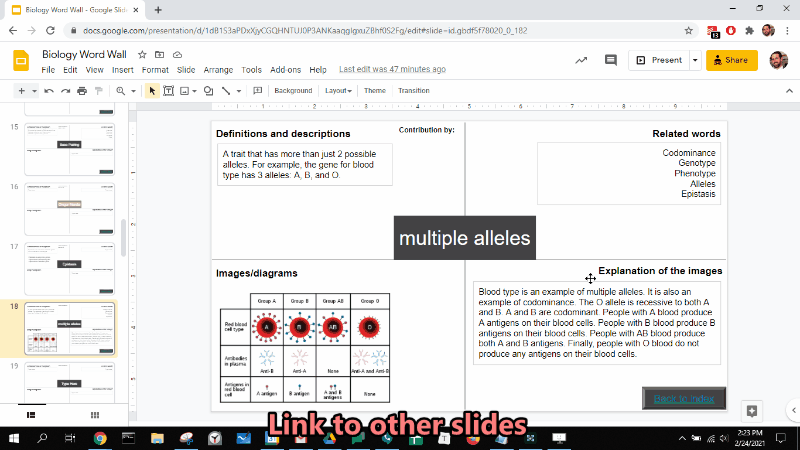 Biology Word Wall - Google Slide
docs.google.com/presentation/d/1dB1S3aPDxXjyCGQHNTUJ0P3ANKaaqgIgxuZBhf0S2Fg/edit#slide=id.gbdf5f78020_0_182
Biology Word Wall
File Edit View Insert Format Slide Arrange Tools Add-ons Help Last edit was 47 minutes ago
Present
Share
Background Layout Theme Transition
15
16
17
Epistasis
18
multiple alleles
19
Definitions and descriptions
Contribution by:
Related words
A trait that has more than just 2 possible
alleles. For example, the gene for blood
type has 3 alleles: A, B, and O.
Codominance
Genotype
Phenotype
Alleles
Epistasis
multiple alleles
Images/diagrams
Explanation of the images
Group A Group B Group AB Group O
Red blood
cell type
A B AB O
Antibodies
in plasma
Anti-B Anti-A None Anti-A and Anti-B
Antigens in
red blood
cell
A antigen B antigen A and B
antigens None
Blood type is an example of multiple alleles. It is also an
example of codominance. The O allele is recessive to both A
and B. A and B are codominant. People with A blood produce
A antigens on their blood cells. People with B blood produce B
antigens on their blood cells. People with AB blood produce
both A and B antigens. Finally, people with O blood do not
produce any antigens on their blood cells.
Back to Index
Link to other slides
2:23 PM
2/24/2021